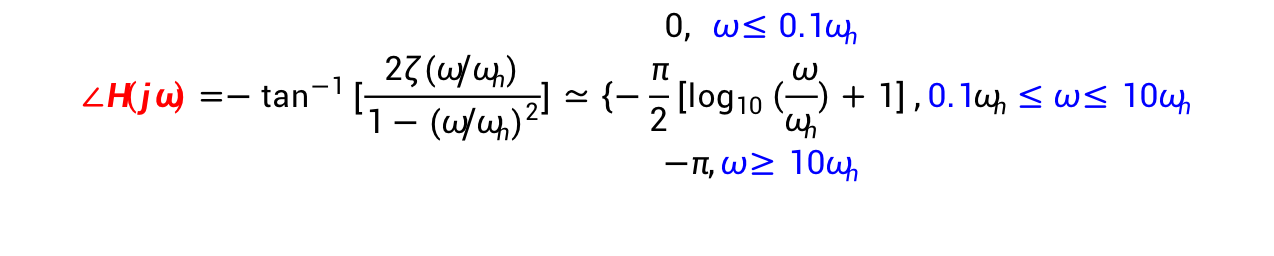 0, ω≤ 0.1ωₙ
∠H(jω) =− tan⁻¹ [2ζ(ω/ωₙ) / 1 − (ω/ωₙ)²] ≃ {− π/2 [log₁₀ (ω/ωₙ) + 1] , 0.1ωₙ ≤ ω≤ 10ωₙ
−π, ω≥ 10ωₙ